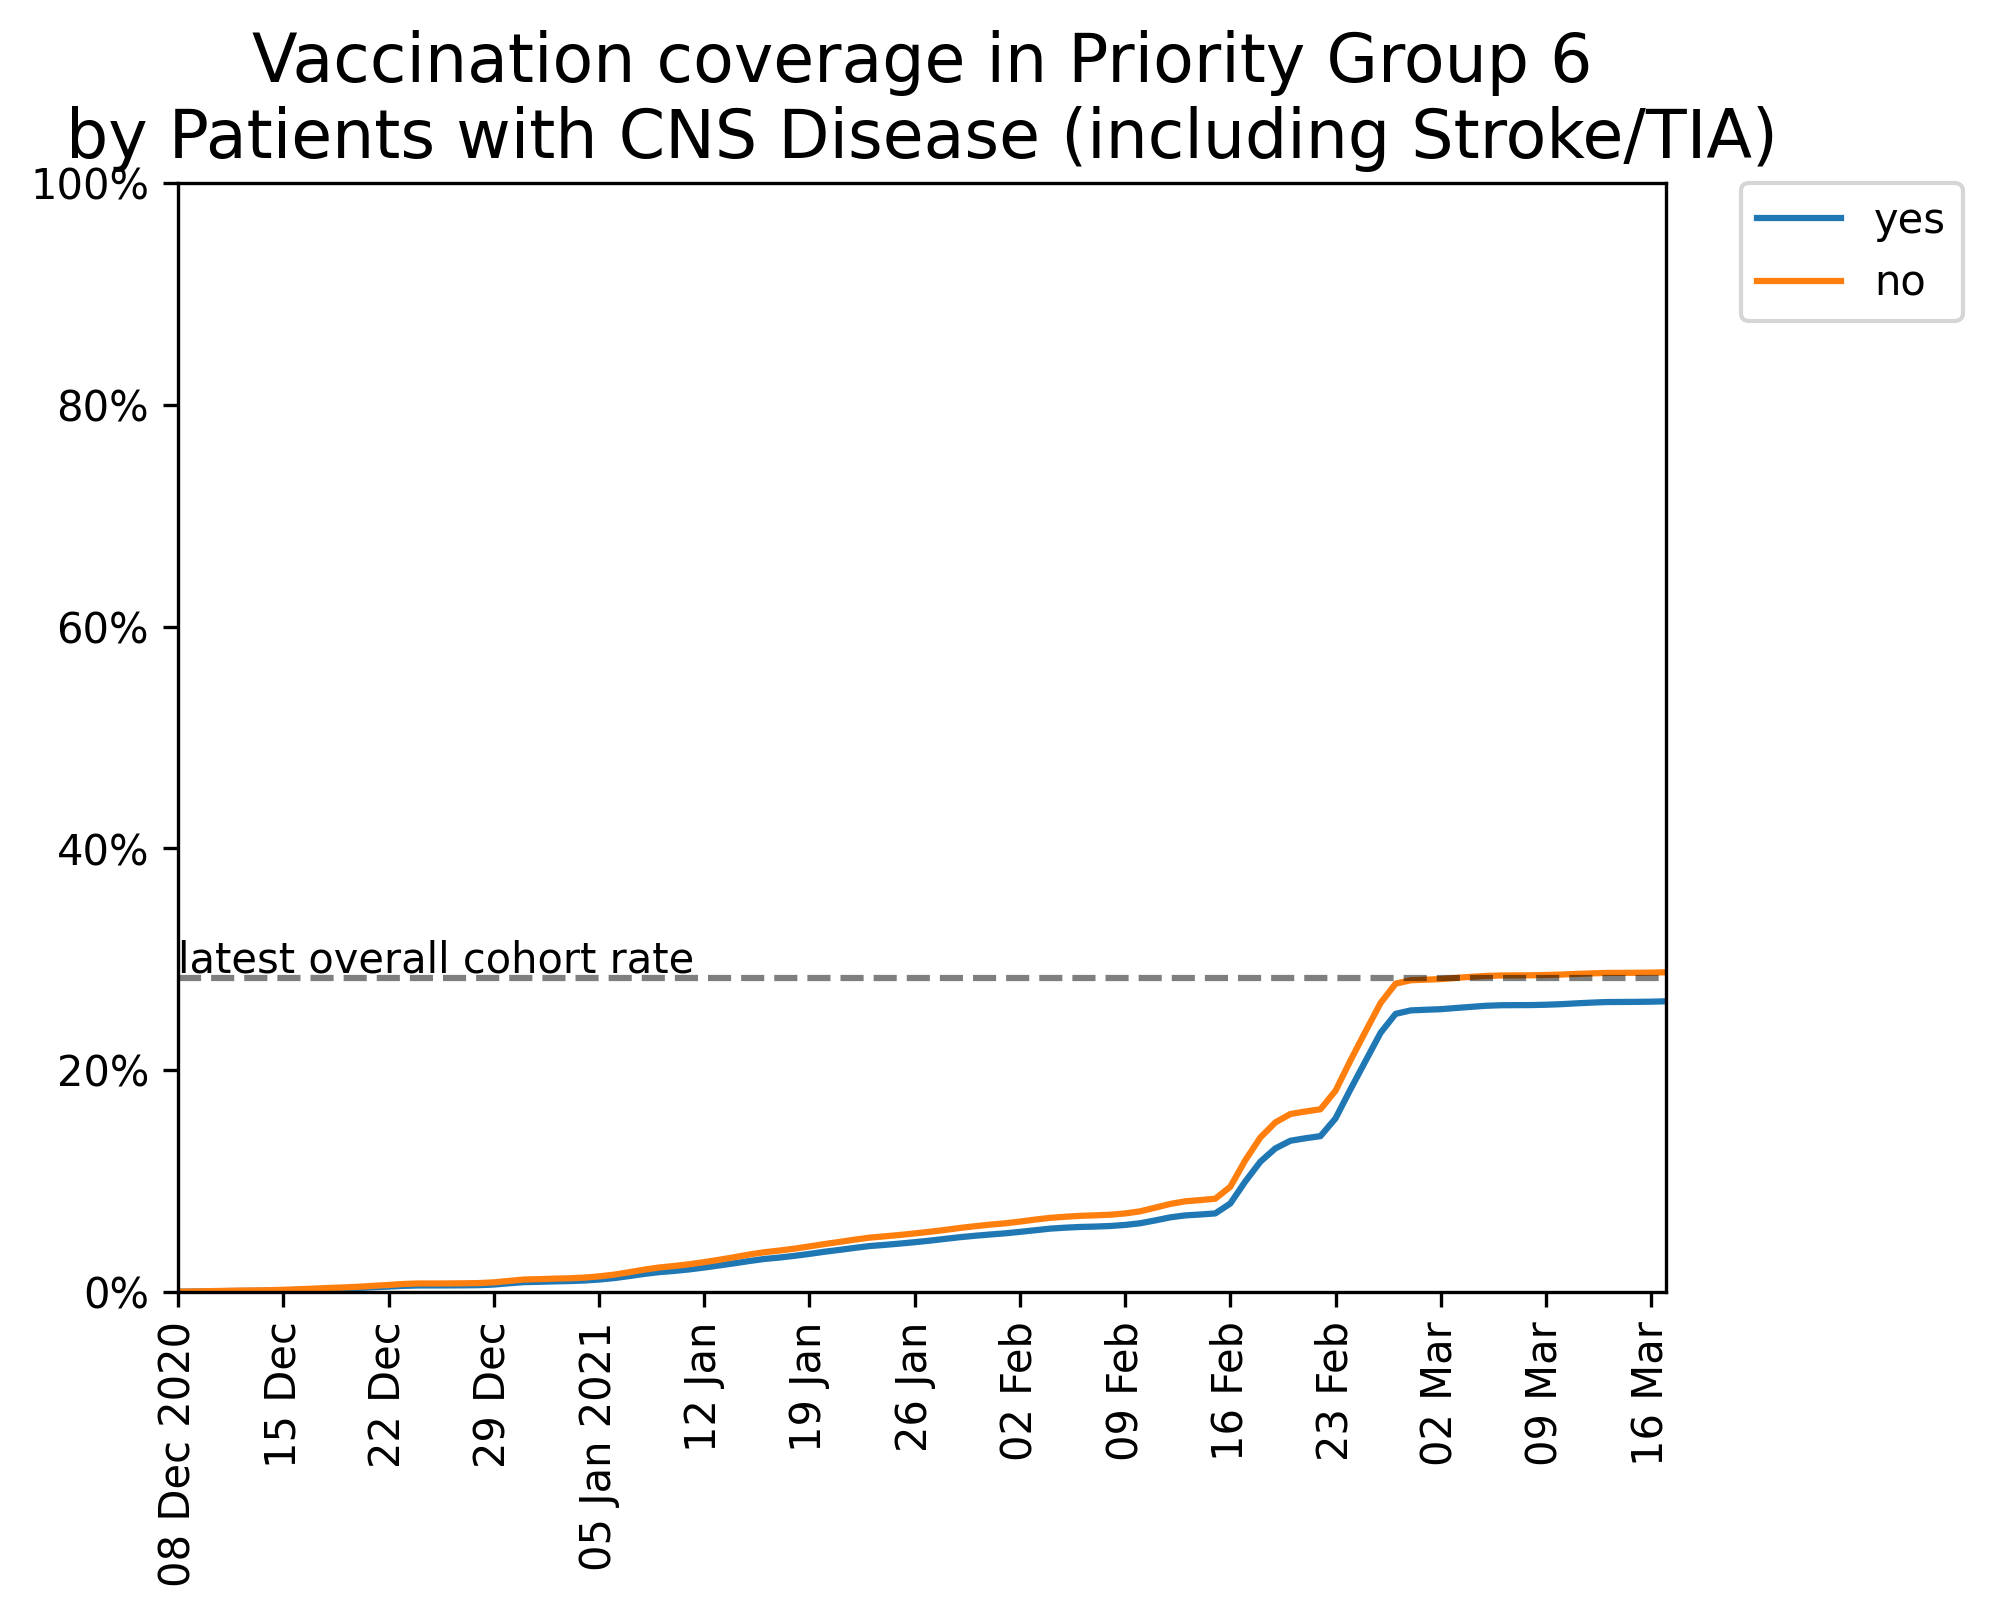 Vaccination coverage in Priority Group 6
by Patients with CNS Disease (including Stroke/TIA)
100%
80%
60%
40%
20%
0%
latest overall cohort rate
yes
no
08 Dec 2020
15 Dec
22 Dec
29 Dec
05 Jan 2021
12 Jan
19 Jan
26 Jan
02 Feb
09 Feb
16 Feb
23 Feb
02 Mar
09 Mar
16 Mar